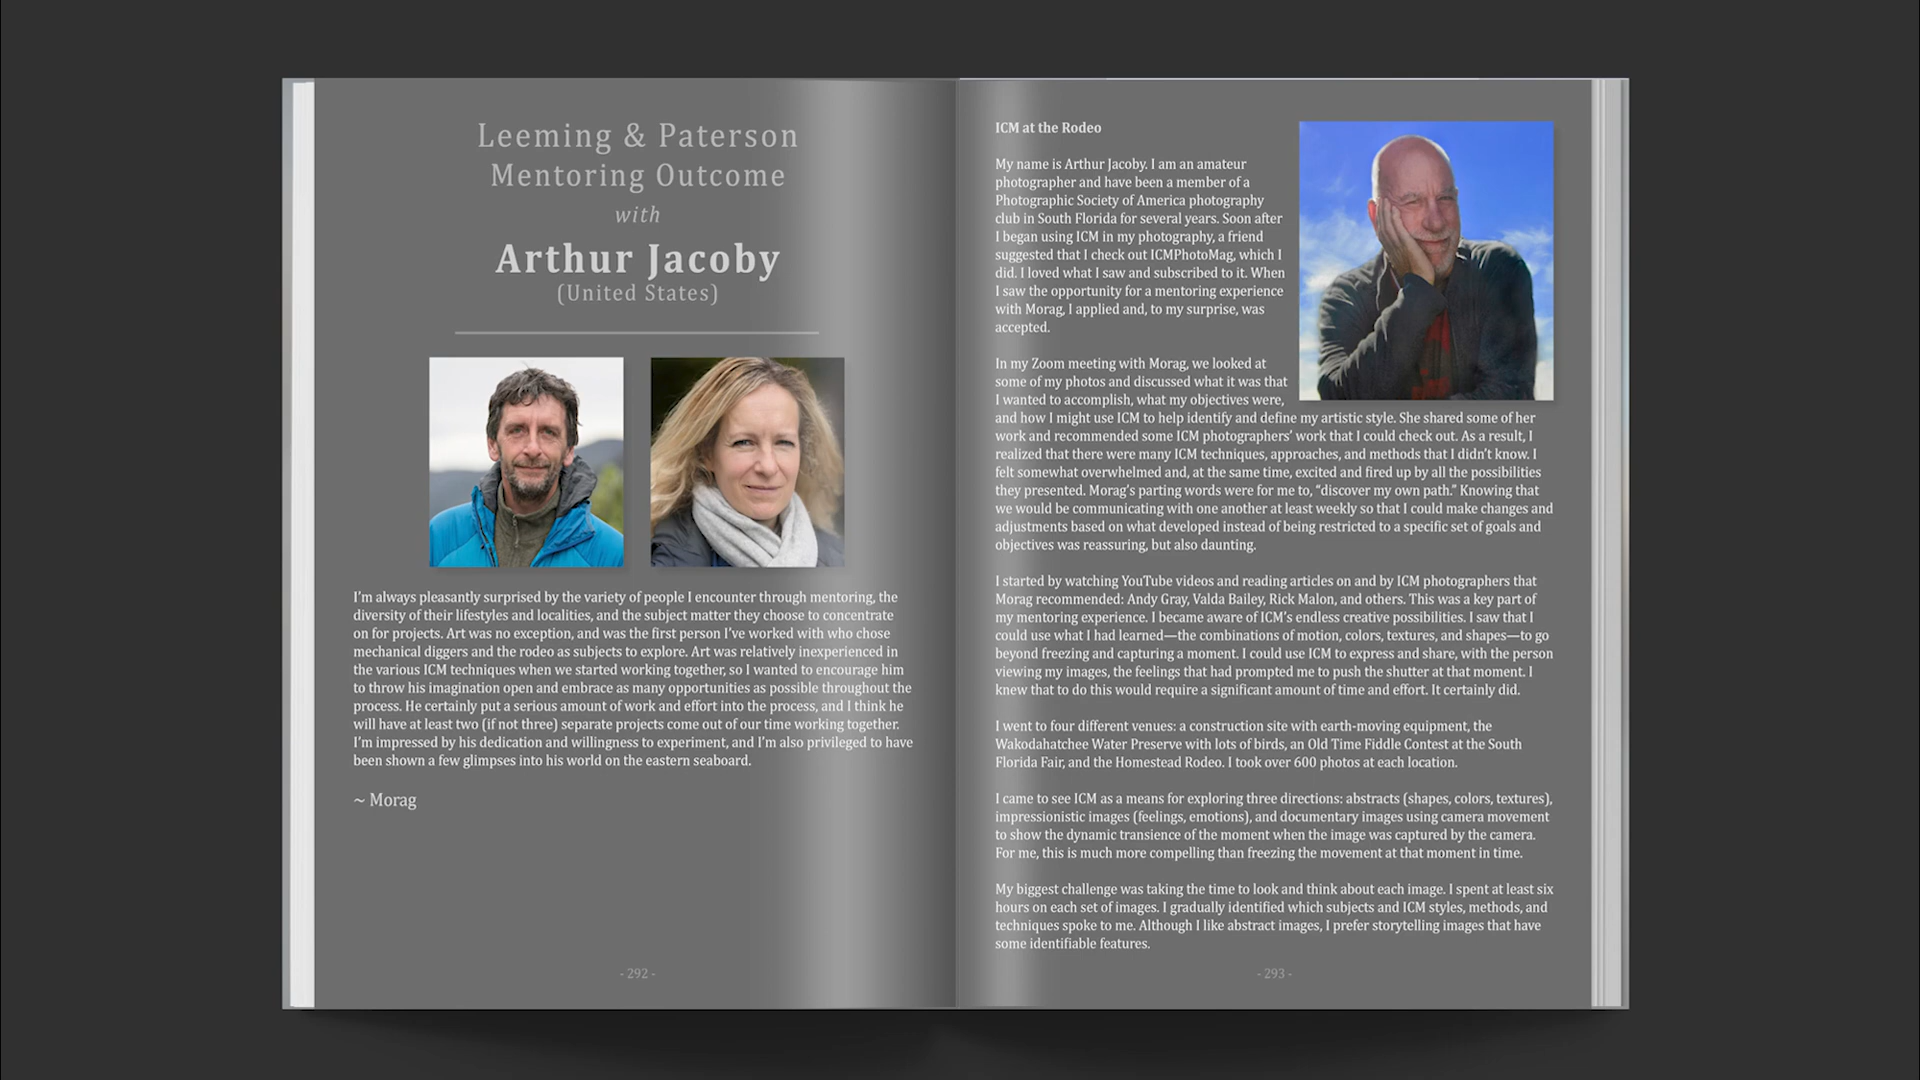 Leeming & Paterson
Mentoring Outcome
with
Arthur Jacoby
(United States)
I'm always pleasantly surprised by the variety of people I encounter through mentoring, the
diversity of their lifestyles and localities, and the subject matter they choose to concentrate
on for projects. Art was no exception, and was the first person I've worked with who chose
mechanical diggers and the rodeo as subjects to explore. Art was relatively inexperienced in
the various ICM techniques when we started working together, so I wanted to encourage him
to throw his imagination open and embrace as many opportunities as possible throughout the
process. He certainly put a serious amount of work and effort into the process, and I think he
will have at least two (if not three) separate projects come out of our time working together.
I'm impressed by his dedication and willingness to experiment, and I'm also privileged to have
been shown a few glimpses into his world on the eastern seaboard.
~ Morag
- 292 -
ICM at the Rodeo
My name is Arthur Jacoby. I am an amateur
photographer and have been a member of a
Photographic Society of America photography
club in South Florida for several years. Soon after
I began using ICM in my photography, a friend
suggested that I check out ICMPhotoMag, which I
did. I loved what I saw and subscribed to it. When
I saw the opportunity for a mentoring experience
with Morag, I applied and, to my surprise, was
accepted.
In my Zoom meeting with Morag, we looked at
some of my photos and discussed what it was that
I wanted to accomplish, what my objectives were,
and how I might use ICM to help identify and define my artistic style. She shared some of her
work and recommended some ICM photographers' work that I could check out. As a result, I
realized that there were many ICM techniques, approaches, and methods that I didn't know. I
felt somewhat overwhelmed and, at the same time, excited and fired up by all the possibilities
they presented. Morag's parting words were for me to, "discover my own path." Knowing that
we would be communicating with one another at least weekly so that I could make changes and
adjustments based on what developed instead of being restricted to a specific set of goals and
objectives was reassuring, but also daunting.
I started by watching YouTube videos and reading articles on and by ICM photographers that
Morag recommended: Andy Gray, Valda Bailey, Rick Malon, and others. This was a key part of
my mentoring experience. I became aware of ICM's endless creative possibilities. I saw that I
could use what I had learned—the combinations of motion, colors, textures, and shapes—to go
beyond freezing and capturing a moment. I could use ICM to express and share, with the person
viewing my images, the feelings that had prompted me to push the shutter at that moment. I
knew that to do this would require a significant amount of time and effort. It certainly did.
I went to four different venues: a construction site with earth-moving equipment, the
Wakodahatchee Water Preserve with lots of birds, an Old Time Fiddle Contest at the South
Florida Fair, and the Homestead Rodeo. I took over 600 photos at each location.
I came to see ICM as a means for exploring three directions: abstracts (shapes, colors, textures),
impressionistic images (feelings, emotions), and documentary images using camera movement
to show the dynamic transience of the moment when the image was captured by the camera.
For me, this is much more compelling than freezing the movement at that moment in time.
My biggest challenge was taking the time to look and think about each image. I spent at least six
hours on each set of images. I gradually identified which subjects and ICM styles, methods, and
techniques spoke to me. Although I like abstract images, I prefer storytelling images that have
some identifiable features.
- 293 -